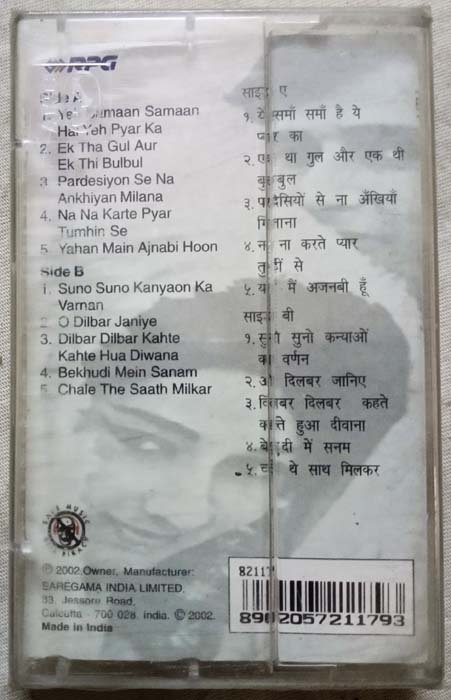 RPG
Side A
1. Yeh Samaan Samaan
Hai Yeh Pyar Ka
2. Ek Tha Gul Aur
Ek Thi Bulbul
3. Pardesiyon Se Na
Ankhiyan Milana
4. Na Na Karte Pyar
Tumhin Se
5. Yahan Main Ajnabi Hoon
Side B
1. Suno Suno Kanyaon Ka
Varnan
2. O Dilbar Janiye
3. Dilbar Dilbar Kahte
Kahte Hua Diwana
4. Bekhudi Mein Sanam
5. Chale The Saath Milkar
साइड ए
१. ये समाँ समाँ है ये
प्यार का
२. एक था गुल और एक थी
बुलबुल
३. परदेसियों से ना अँखियाँ
मिलाना
४. न ना करते प्यार
तुम्हीं से
५. यहाँ मैं अजनबी हूँ
साइड बी
१. सुनो सुनो कन्याओं
का वर्णन
२. ओ दिलबर जानिए
३. दिलबर दिलबर कहते
कहते हुआ दीवाना
४. बेखुदी में सनम
५. चले थे साथ मिलकर
SAVE MUSIC
℗ 2002.Owner, Manufacturer:
SAREGAMA INDIA LIMITED.
33, Jessore Road,
Calcutta - 700 028. India. © 2002.
Made in India
8902057211793